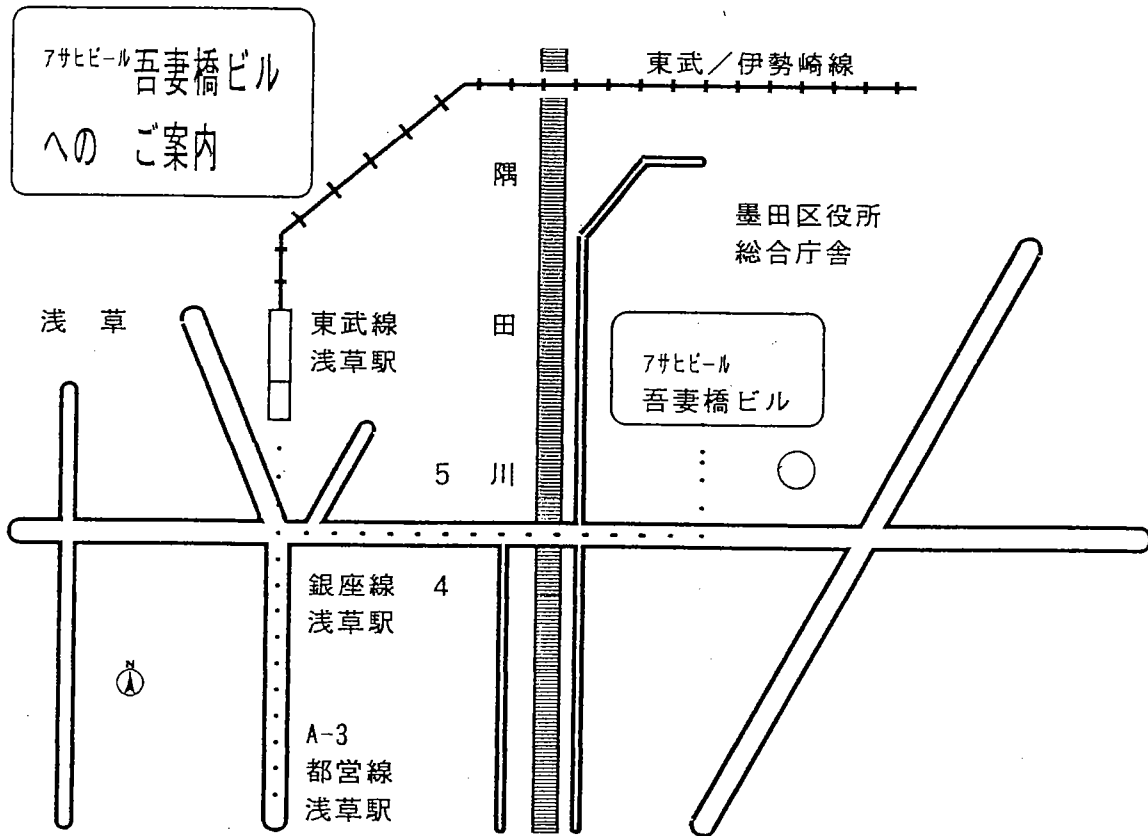 アサヒビール吾妻橋ビル
への ご案内
東武/伊勢崎線
隅田川
墨田区役所
総合庁舎
浅 草
東武線
浅草駅
アサヒビール
吾妻橋ビル
5
銀座線
浅草駅
4
N
A-3
都営線
浅草駅